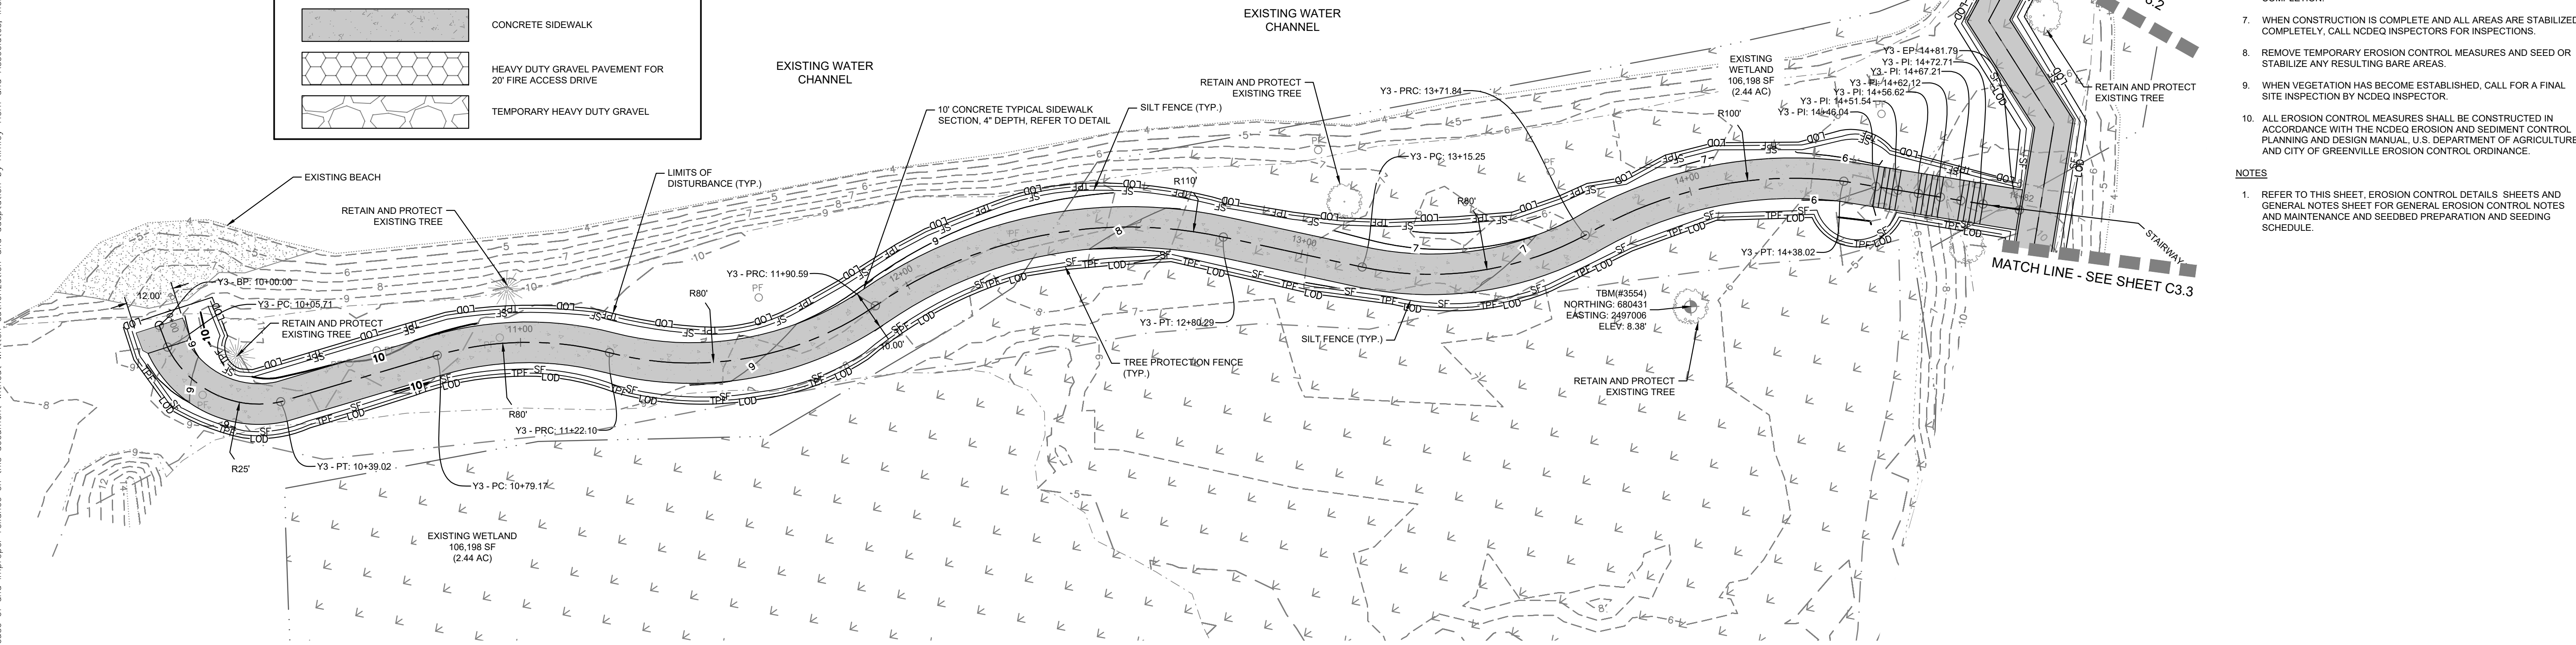 CONCRETE SIDEWALK
HEAVY DUTY GRAVEL PAVEMENT FOR
20' FIRE ACCESS DRIVE
TEMPORARY HEAVY DUTY GRAVEL
EXISTING WATER
CHANNEL
EXISTING WATER
CHANNEL
EXISTING BEACH
RETAIN AND PROTECT
EXISTING TREE
LIMITS OF
DISTURBANCE (TYP.)
10' CONCRETE TYPICAL SIDEWALK
SECTION, 4" DEPTH, REFER TO DETAIL
SILT FENCE (TYP.)
RETAIN AND PROTECT
EXISTING TREE
Y3 - PRC: 13+71.84
EXISTING
WETLAND
106,198 SF
(2.44 AC)
Y3 - EP: 14+81.79
Y3 - PI: 14+72.71
Y3 - PI: 14+67.21
Y3 - PI: 14+62.12
Y3 - PI: 14+56.62
Y3 - PI: 14+51.54
Y3 - PI: 14+46.04
R100'
RETAIN AND PROTECT
EXISTING TREE
Y3 - BP: 10+00.00
12.00'
Y3 - PC: 10+05.71
RETAIN AND PROTECT
EXISTING TREE
R25'
Y3 - PT: 10+39.02
Y3 - PC: 10+79.17
11+00
R80'
Y3 - PRC: 11+22.10
R80'
Y3 - PRC: 11+90.59
12+00
10.00'
R110'
Y3 - PT: 12+80.29
TREE PROTECTION FENCE
(TYP.)
13+00
Y3 - PC: 13+15.25
R80'
SILT FENCE (TYP.)
14+00
TBM(#3554)
NORTHING: 680431
EASTING: 2497006
ELEV: 8.38'
RETAIN AND PROTECT
EXISTING TREE
Y3 - PT: 14+38.02
STAIRWAY
MATCH LINE - SEE SHEET C3.3
EXISTING WETLAND
106,198 SF
(2.44 AC)
7. WHEN CONSTRUCTION IS COMPLETE AND ALL AREAS ARE STABILIZED
COMPLETELY, CALL NCDEQ INSPECTORS FOR INSPECTIONS.
8. REMOVE TEMPORARY EROSION CONTROL MEASURES AND SEED OR
STABILIZE ANY RESULTING BARE AREAS.
9. WHEN VEGETATION HAS BECOME ESTABLISHED, CALL FOR A FINAL
SITE INSPECTION BY NCDEQ INSPECTOR.
10. ALL EROSION CONTROL MEASURES SHALL BE CONSTRUCTED IN
ACCORDANCE WITH THE NCDEQ EROSION AND SEDIMENT CONTROL
PLANNING AND DESIGN MANUAL, U.S. DEPARTMENT OF AGRICULTURE
AND CITY OF GREENVILLE EROSION CONTROL ORDINANCE.
NOTES
1. REFER TO THIS SHEET, EROSION CONTROL DETAILS SHEETS AND
GENERAL NOTES SHEET FOR GENERAL EROSION CONTROL NOTES
AND MAINTENANCE AND SEEDBED PREPARATION AND SEEDING
SCHEDULE.